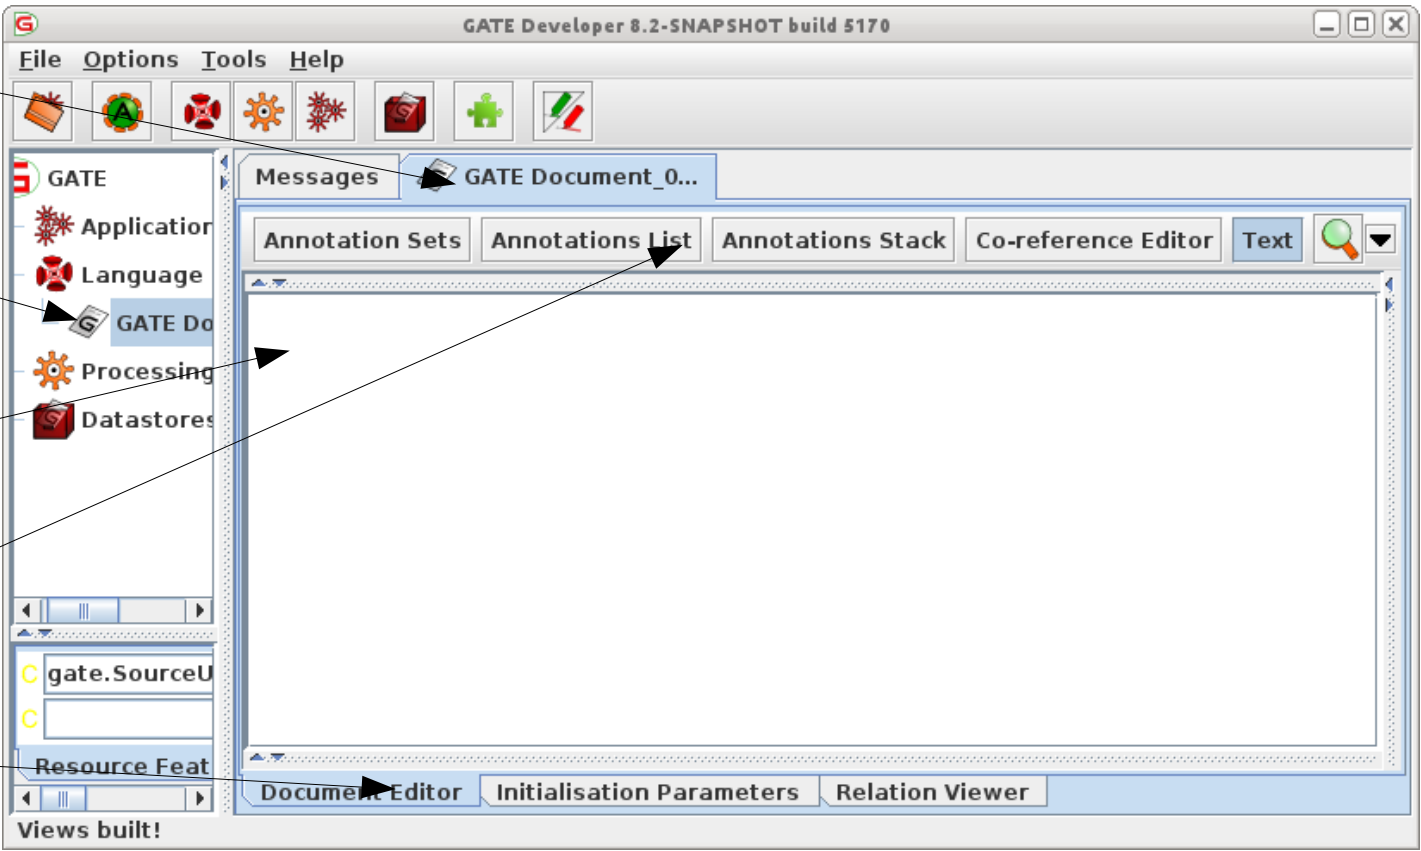 GATE Developer 8.2-SNAPSHOT build 5170
File Options Tools Help
GATE
Messages
GATE Document_0...
Application
Annotation Sets Annotations List Annotations Stack Co-reference Editor Text
Language
GATE Do
Processing
Datastores
gate.SourceU
C
C
Resource Feat
Document Editor Initialisation Parameters Relation Viewer
Views built!